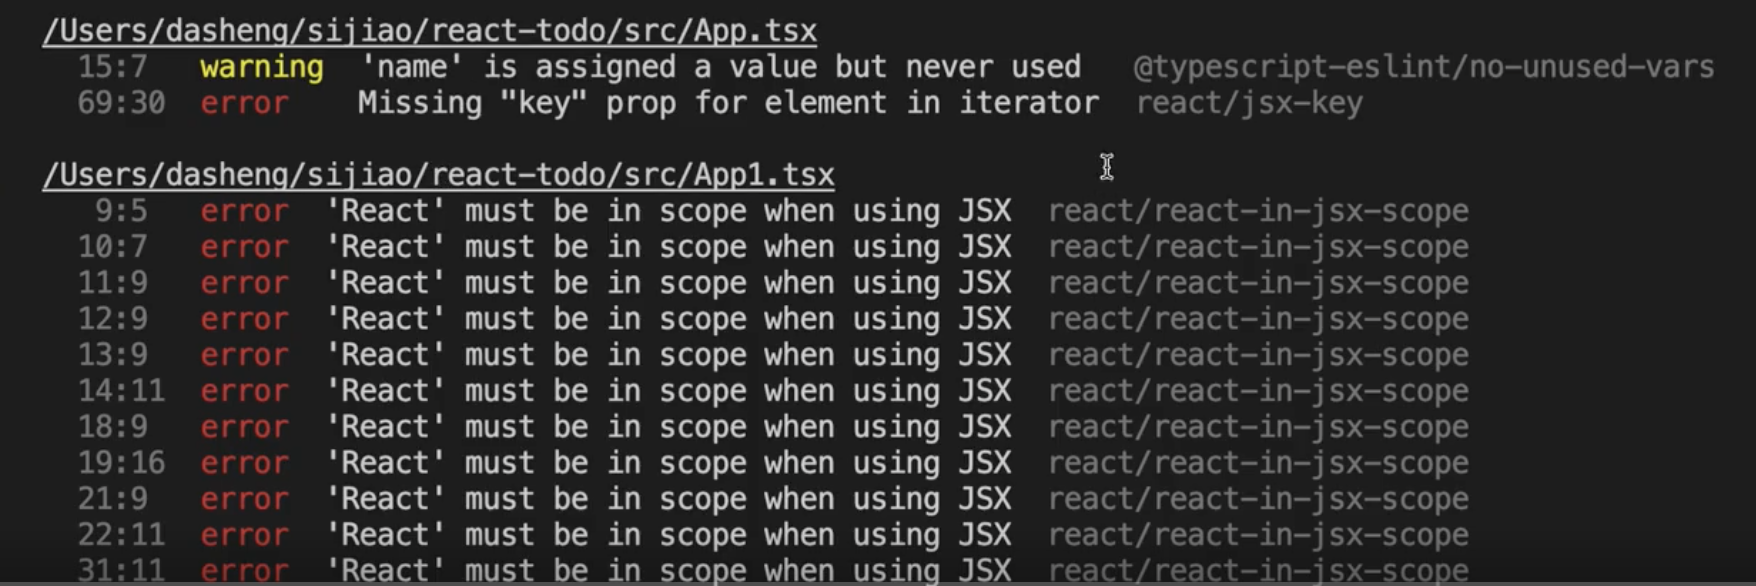 /Users/dasheng/sijiao/react-todo/src/App.tsx
15:7 warning 'name' is assigned a value but never used @typescript-eslint/no-unused-vars
69:30 error Missing "key" prop for element in iterator react/jsx-key
/Users/dasheng/sijiao/react-todo/src/App1.tsx
9:5 error 'React' must be in scope when using JSX react/react-in-jsx-scope
10:7 error 'React' must be in scope when using JSX react/react-in-jsx-scope
11:9 error 'React' must be in scope when using JSX react/react-in-jsx-scope
12:9 error 'React' must be in scope when using JSX react/react-in-jsx-scope
13:9 error 'React' must be in scope when using JSX react/react-in-jsx-scope
14:11 error 'React' must be in scope when using JSX react/react-in-jsx-scope
18:9 error 'React' must be in scope when using JSX react/react-in-jsx-scope
19:16 error 'React' must be in scope when using JSX react/react-in-jsx-scope
21:9 error 'React' must be in scope when using JSX react/react-in-jsx-scope
22:11 error 'React' must be in scope when using JSX react/react-in-jsx-scope
31:11 error 'React' must be in scope when using JSX react/react-in-jsx-scope